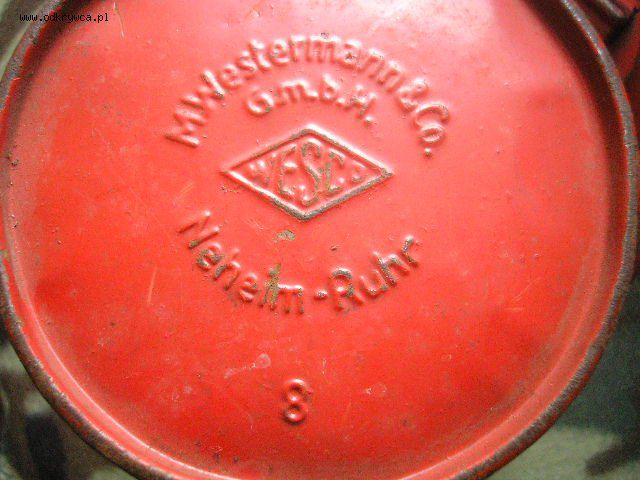 www.odkrywca.pl
M.Westermann & Co.
G.m.b.H.
WESCO
Neheim-Ruhr
8